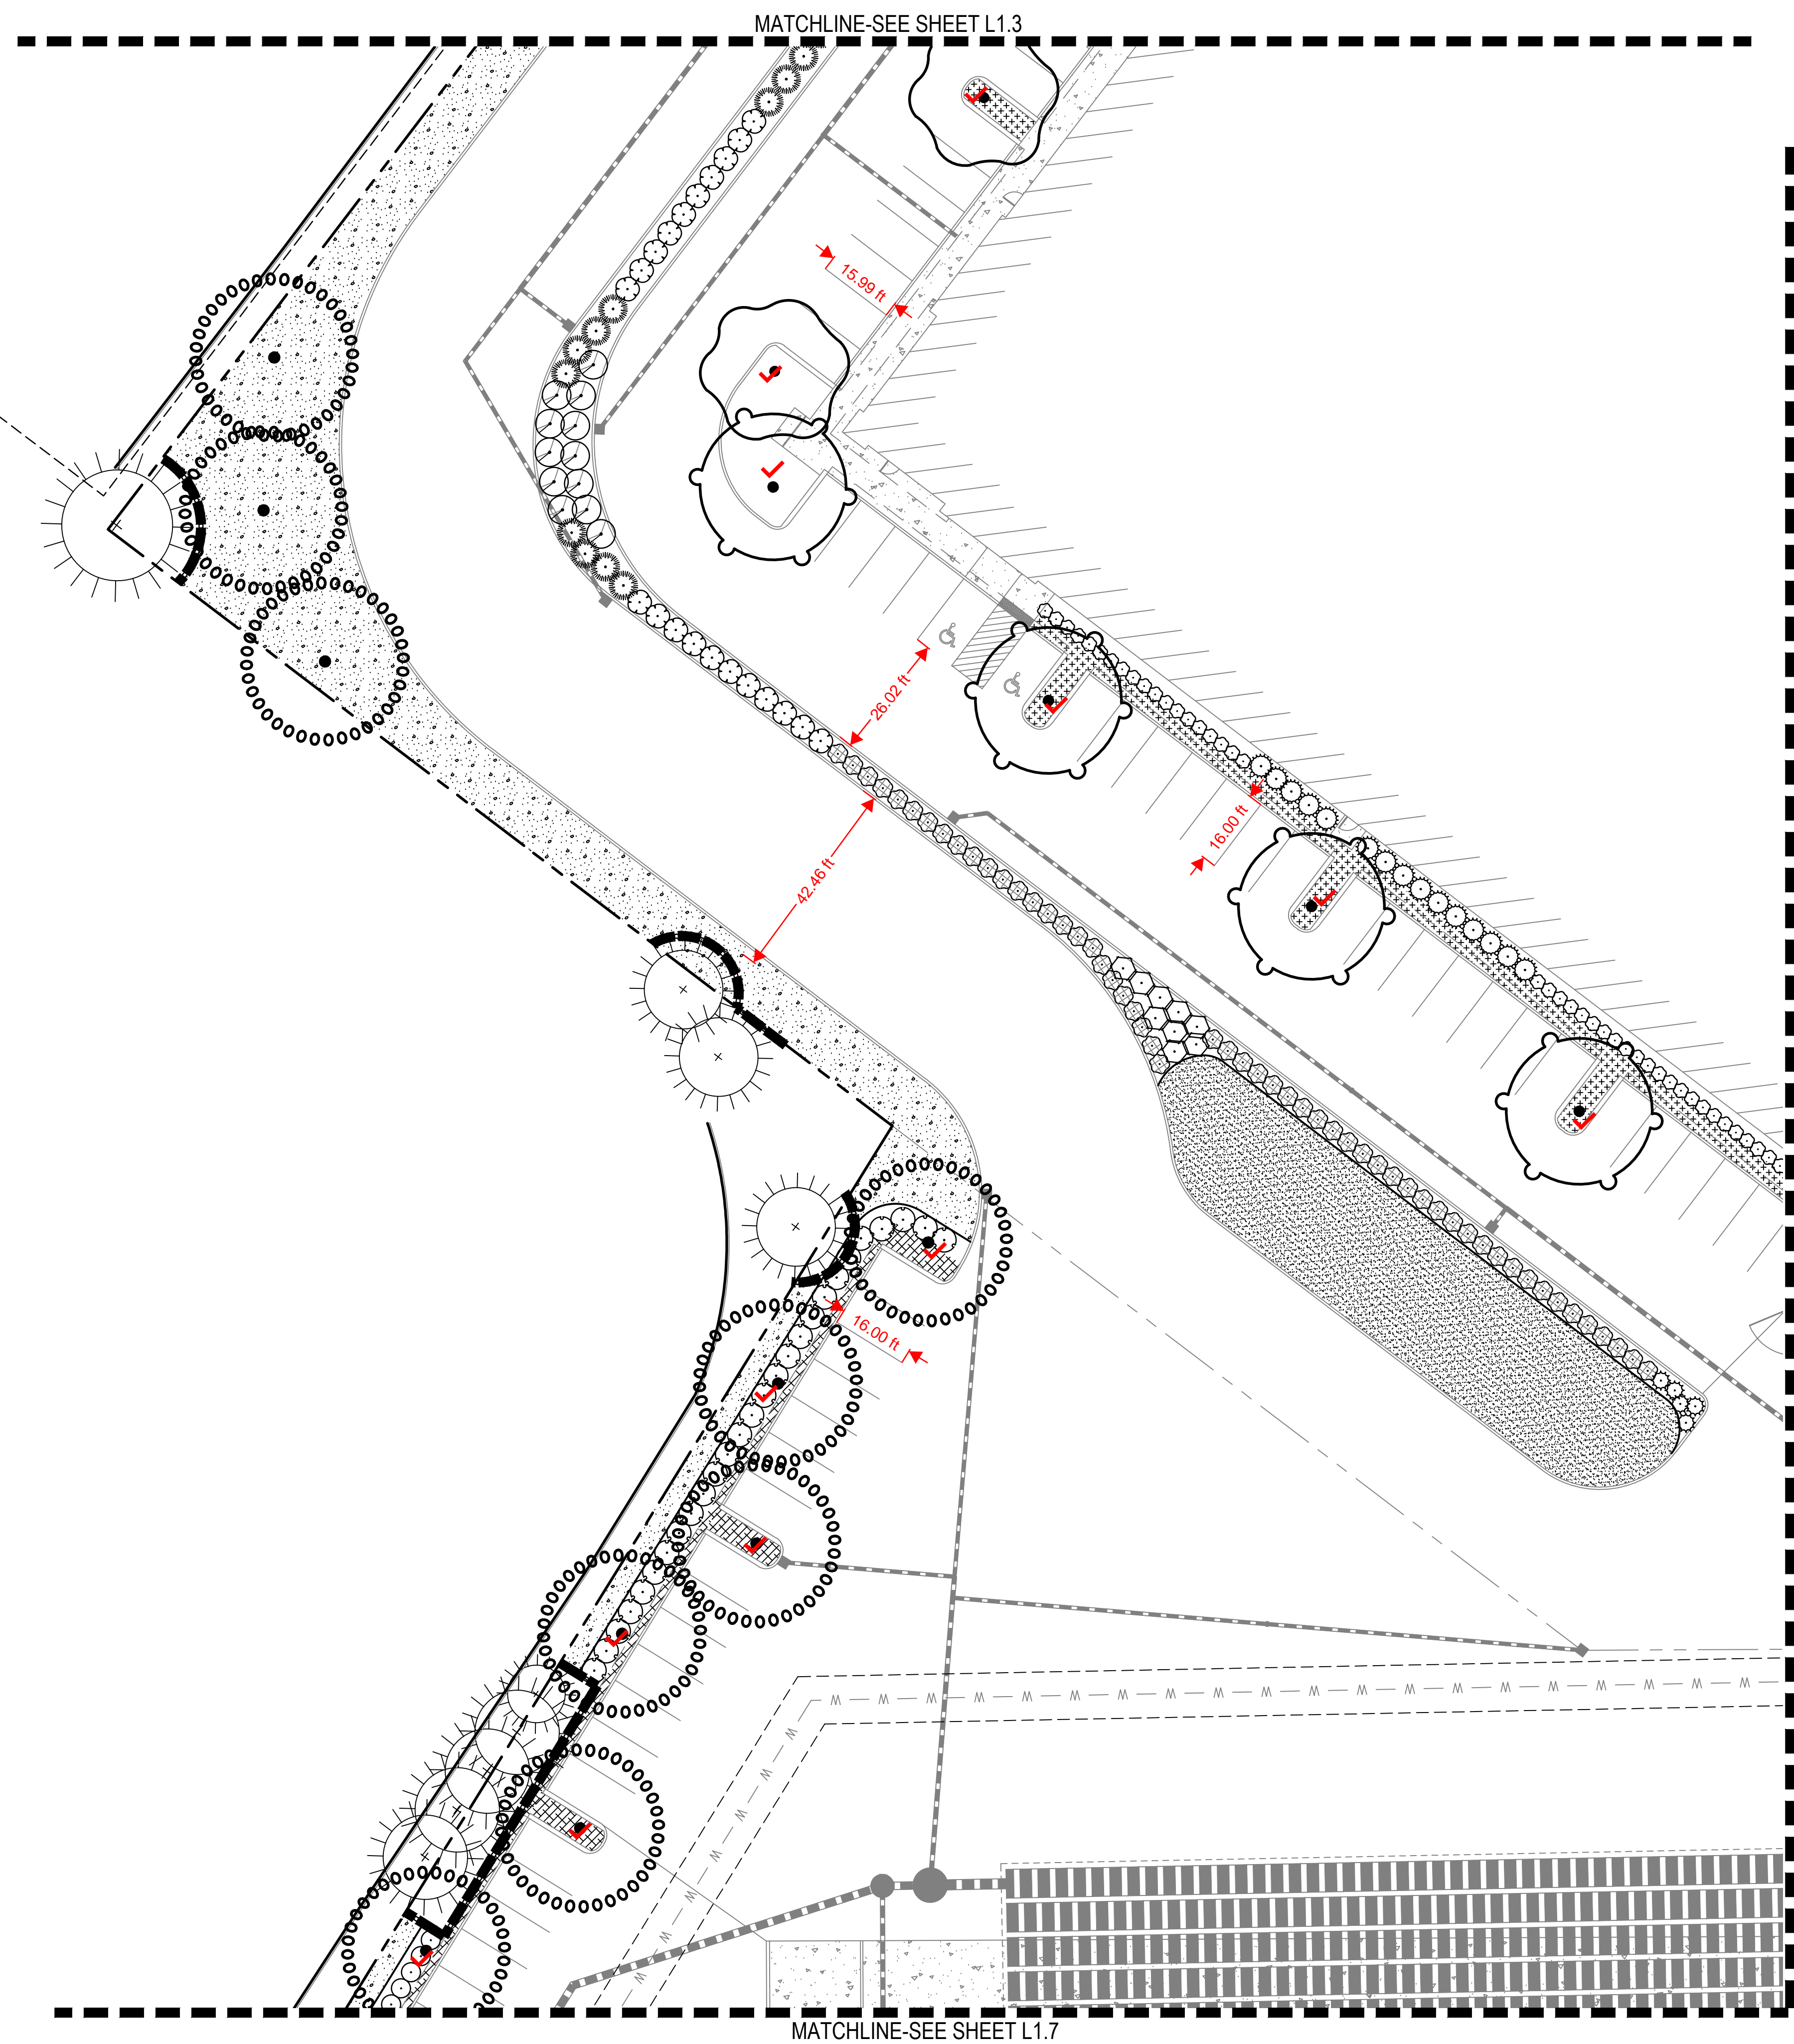 MATCHLINE-SEE SHEET L1.3
15.99 ft
26.02 ft
16.00 ft
42.46 ft
16.00 ft
W W W W W W W W W W W W W W W W W W W W
W
W
W
W
W
W
W
MATCHLINE-SEE SHEET L1.7